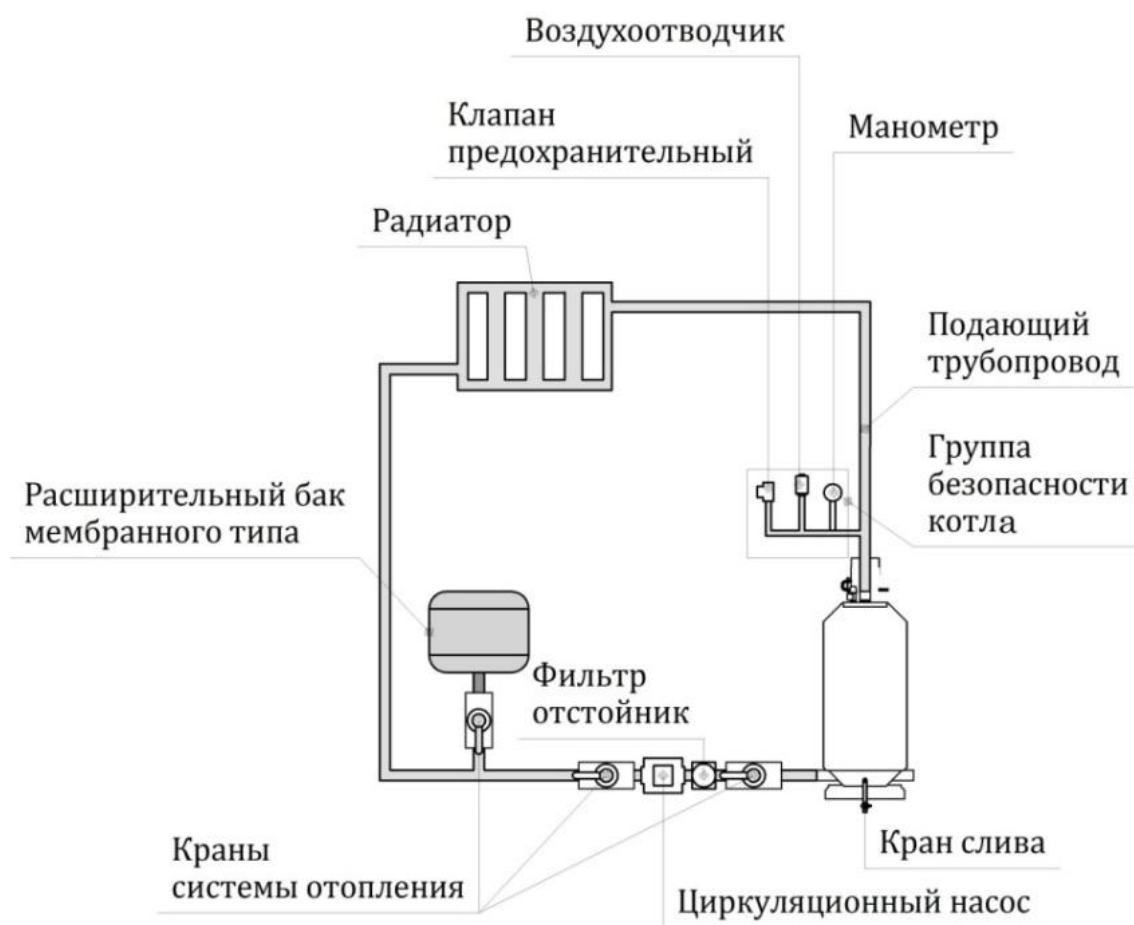 Воздухоотводчик
Клапан
предохранительный
Манометр
Радиатор
Подающий
трубопровод
Группа
безопасности
котла
Расширительный бак
мембранного типа
Фильтр
отстойник
Краны
системы отопления
Кран слива
Циркуляционный насос